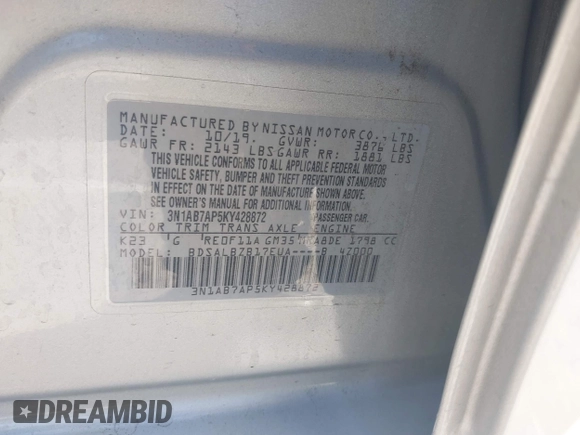 MANUFACTURED BY NISSAN MOTOR CO., LTD.
DATE: 10/19. GVWR: 3876 LBS
GAWR FR: 2143 LBS GAWR RR: 1881 LBS
THIS VEHICLE CONFORMS TO ALL APPLICABLE FEDERAL MOTOR
VEHICLE SAFETY, BUMPER AND THEFT PREVENTION STANDARDS
IN EFFECT ON THE DATE OF MANUFACTURE SHOWN ABOVE.
SEE OWNER'S MANUAL FOR ADDITIONAL INFORMATION.
VIN: 3N1AB7AP5KY428872 PASSENGER CAR.
COLOR TRIM TRANS AXLE ENGINE
K23 G RE0F11A GM35 1798 CC
MODEL: BDSALBZB17EUA----B 4Z000
3N1AB7AP5KY428872
DREAMBID